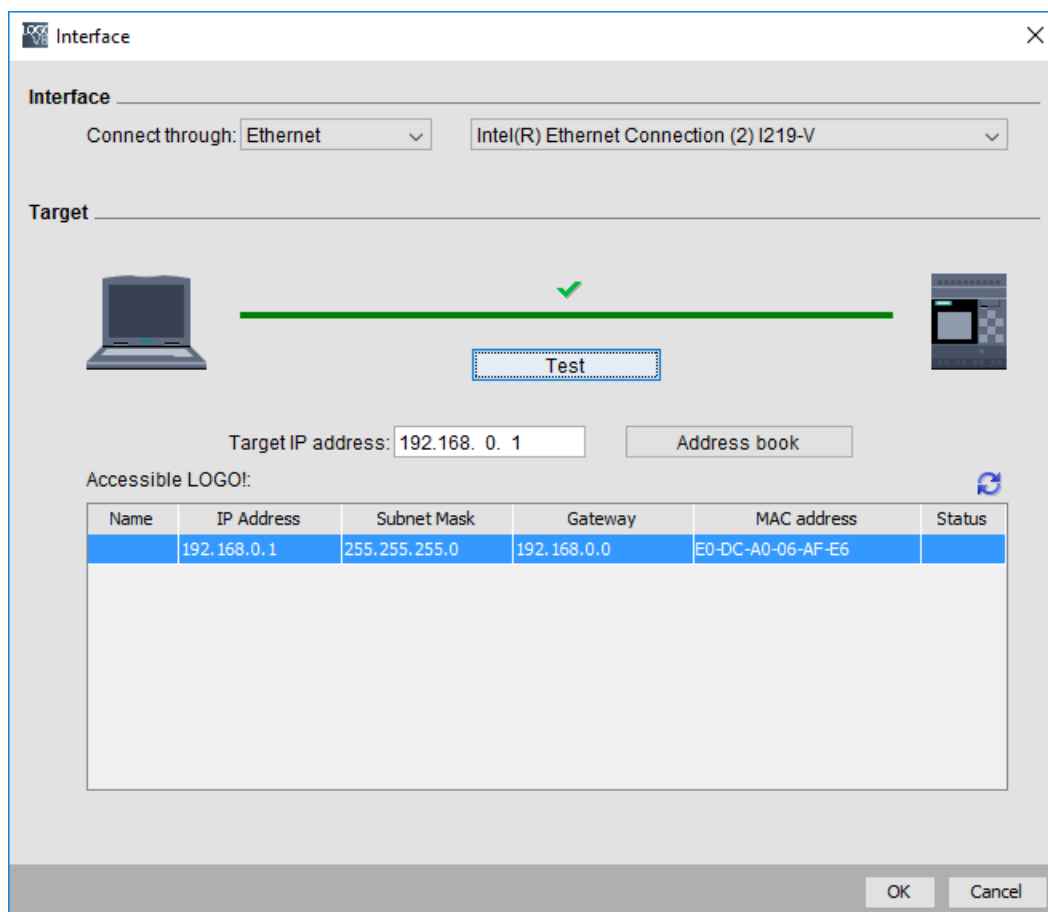 Interface
Interface
Connect through: Ethernet Intel(R) Ethernet Connection (2) I219-V
Target
Test
Target IP address: 192.168. 0. 1 Address book
Accessible LOGO!:
Name IP Address Subnet Mask Gateway MAC address Status
192.168.0.1 255.255.255.0 192.168.0.0 E0-DC-A0-06-AF-E6
OK Cancel